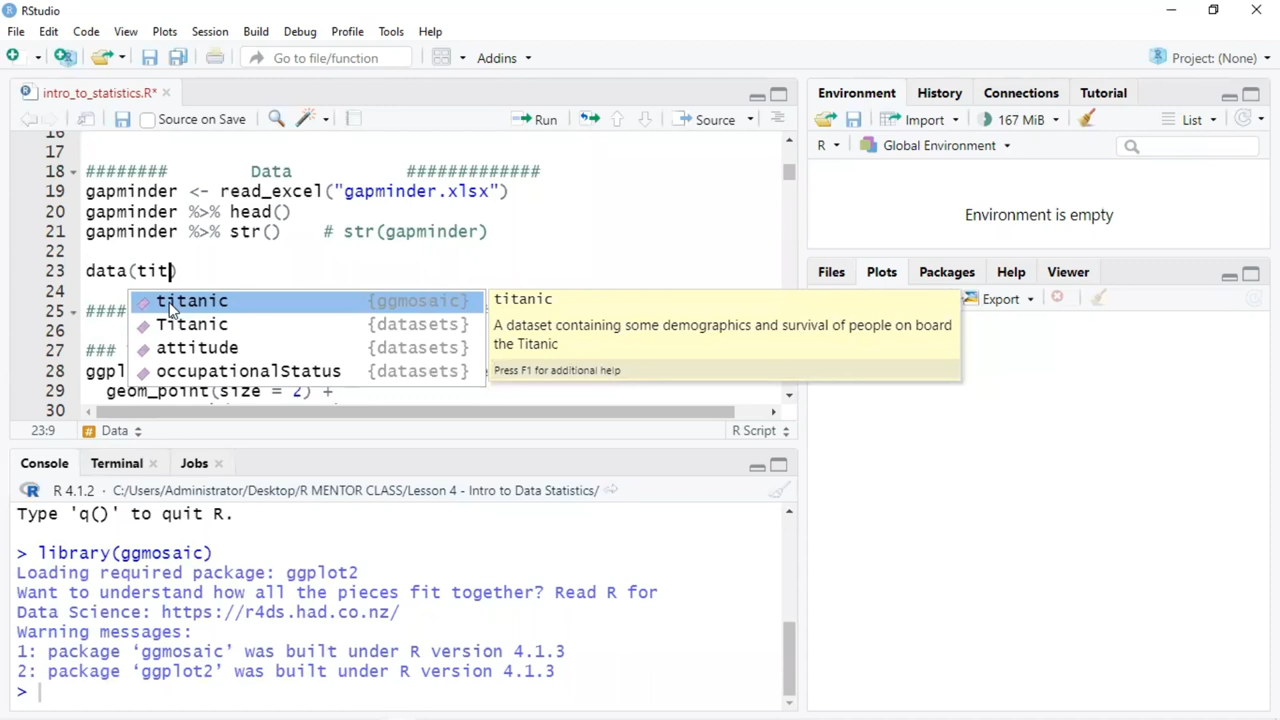 RStudio
File Edit Code View Plots Session Build Debug Profile Tools Help
Go to file/function Addins Project: (None)
intro_to_statistics.R*
Source on Save Run Source
16
17
18 ######## Data #############
19 gapminder <- read_excel("gapminder.xlsx")
20 gapminder %>% head()
21 gapminder %>% str() # str(gapminder)
22
23 data(tit)
24
25 ####
27 ###
28 ggpl
29 geom_point(size = 2) +
30
titanic {ggmosaic}
Titanic {datasets}
attitude {datasets}
occupationalStatus {datasets}
titanic
A dataset containing some demographics and survival of people on board
the Titanic
Press F1 for additional help
23:9 # Data R Script
Console Terminal Jobs
R 4.1.2 · C:/Users/Administrator/Desktop/R MENTOR CLASS/Lesson 4 - Intro to Data Statistics/
Type 'q()' to quit R.
> library(ggmosaic)
Loading required package: ggplot2
Want to understand how all the pieces fit together? Read R for
Data Science: https://r4ds.had.co.nz/
Warning messages:
1: package ‘ggmosaic’ was built under R version 4.1.3
2: package ‘ggplot2’ was built under R version 4.1.3
>
Environment History Connections Tutorial
Import 167 MiB List
R Global Environment
Environment is empty
Files Plots Packages Help Viewer
Export